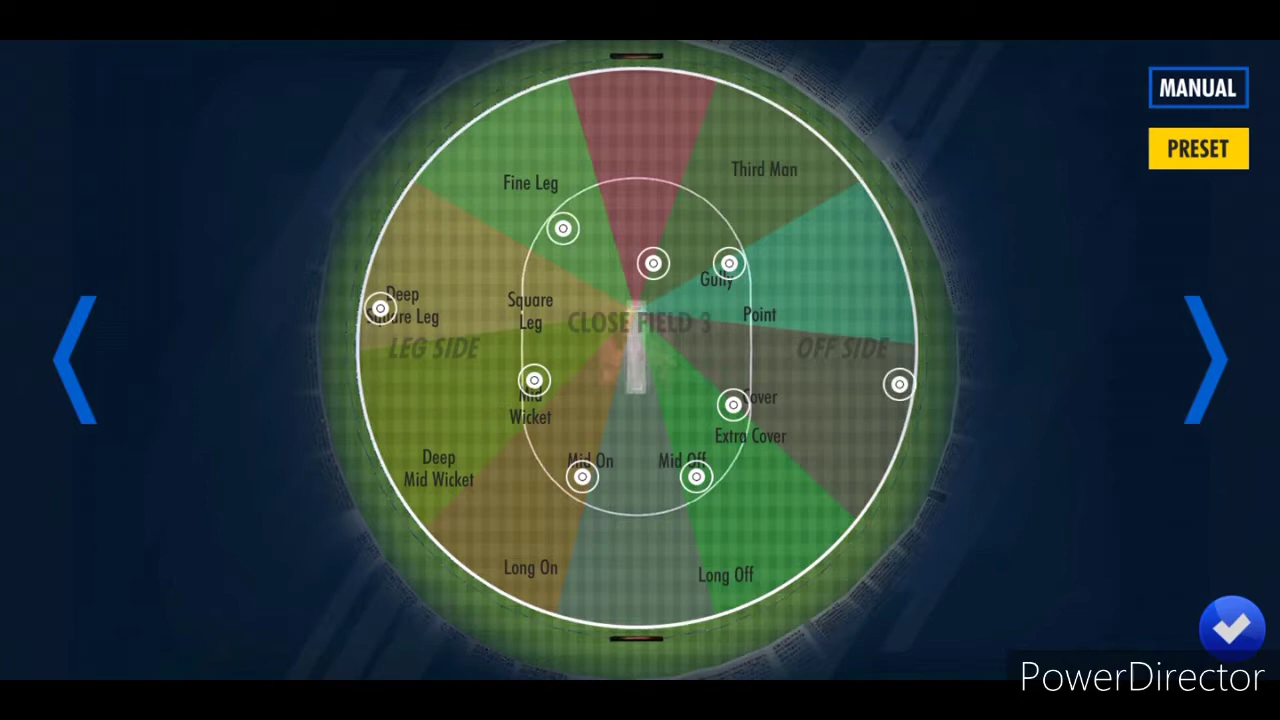 MANUAL
PRESET
Third Man
Fine Leg
Gully
Deep
Square Leg
Square
Leg
Point
CLOSE FIELD 3
LEG SIDE
OFF SIDE
Mid
Wicket
Cover
Extra Cover
Mid On
Mid Off
Deep
Mid Wicket
Long On
Long Off
PowerDirector